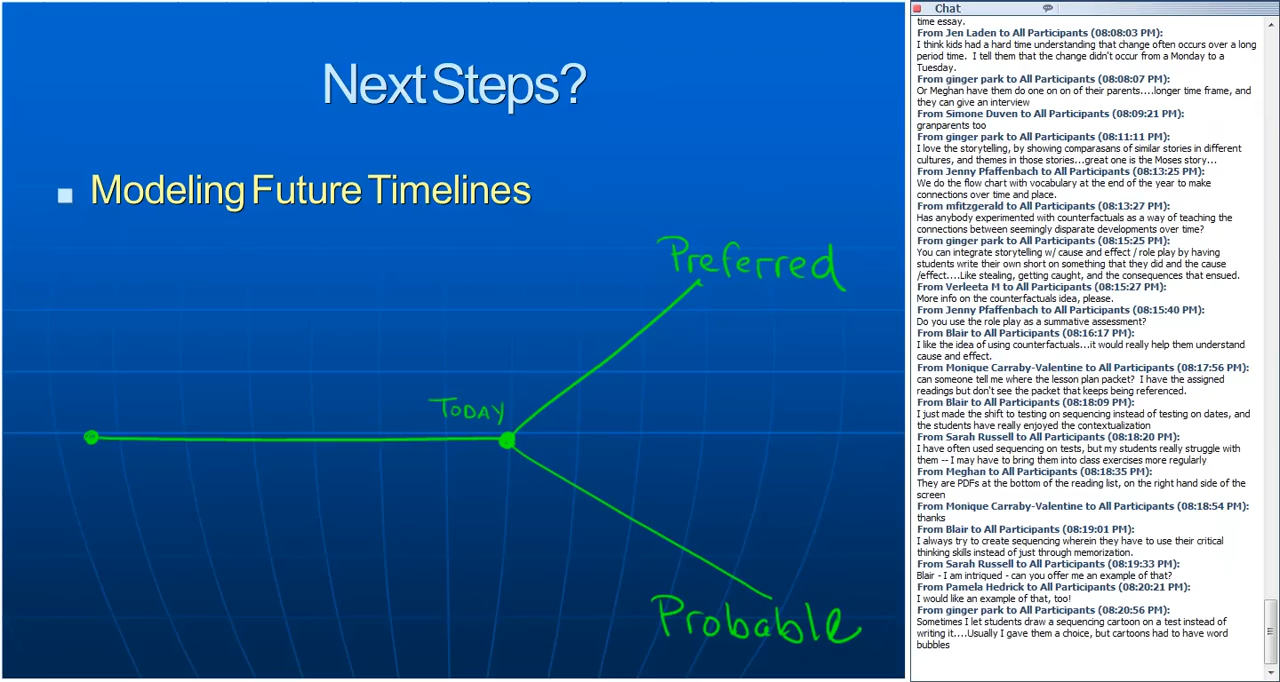 Next Steps?
Modeling Future Timelines
Preferred
TODAY
Probable
Chat
time essay.
From Jen Laden to All Participants (08:08:03 PM):
I think kids had a hard time understanding that change often occurs over a long
period time.  I tell them that the change didn't occur from a Monday to a
Tuesday.
From ginger park to All Participants (08:08:07 PM):
Or Meghan have them do one on on of their parents....longer time frame, and
they can give an interview
From Simone Duven to All Participants (08:09:21 PM):
granparents too
From ginger park to All Participants (08:11:11 PM):
I love the storytelling, by showing comparasans of similar stories in different
cultures, and themes in those stories...great one is the Moses story...
From Jenny Pfaffenbach to All Participants (08:13:25 PM):
We do the flow chart with vocabulary at the end of the year to make
connections over time and place.
From mfitzgerald to All Participants (08:13:27 PM):
Has anybody experimented with counterfactuals as a way of teaching the
connections between seemingly disparate developments over time?
From ginger park to All Participants (08:15:25 PM):
You can integrate storytelling w/ cause and effect / role play by having
students write their own short on something that they did and the cause
/effect....Like stealing, getting caught, and the consequences that ensued.
From Verleeta M to All Participants (08:15:27 PM):
More info on the counterfactuals idea, please.
From Jenny Pfaffenbach to All Participants (08:15:40 PM):
Do you use the role play as a summative assessment?
From Blair to All Participants (08:16:17 PM):
I like the idea of using counterfactuals...it would really help them understand
cause and effect.
From Monique Carraby-Valentine to All Participants (08:17:56 PM):
can someone tell me where the lesson plan packet?  I have the assigned
readings but don't see the packet that keeps being referenced.
From Blair to All Participants (08:18:09 PM):
I just made the shift to testing on sequencing instead of testing on dates, and
the students have really enjoyed the contextualization
From Sarah Russell to All Participants (08:18:20 PM):
I have often used sequencing on tests, but my students really struggle with
them -- I may have to bring them into class exercises more regularly
From Meghan to All Participants (08:18:35 PM):
They are PDFs at the bottom of the reading list, on the right hand side of the
screen
From Monique Carraby-Valentine to All Participants (08:18:54 PM):
thanks
From Blair to All Participants (08:19:01 PM):
I always try to create sequencing wherein they have to use their critical
thinking skills instead of just through memorization.
From Sarah Russell to All Participants (08:19:33 PM):
Blair - I am intriqued - can you offer me an example of that?
From Pamela Hedrick to All Participants (08:20:21 PM):
I would like an example of that, too!
From ginger park to All Participants (08:20:56 PM):
Sometimes I let students draw a sequencing cartoon on a test instead of
writing it....Usually I gave them a choice, but cartoons had to have word
bubbles